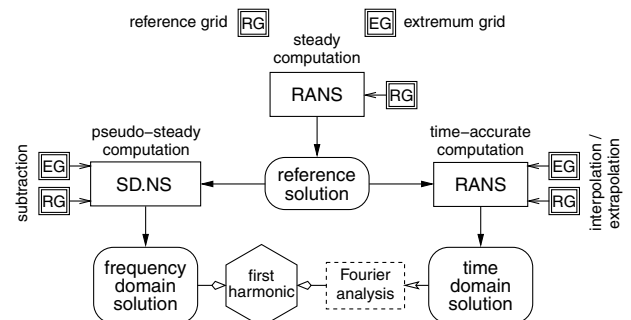 reference grid RG EG extremum grid
steady
computation
RANS RG
pseudo-steady
computation
time-accurate
computation
subtraction
EG
RG
SD.NS
reference
solution
RANS
EG
RG
interpolation /
extrapolation
frequency
domain
solution
first
harmonic
Fourier
analysis
time
domain
solution